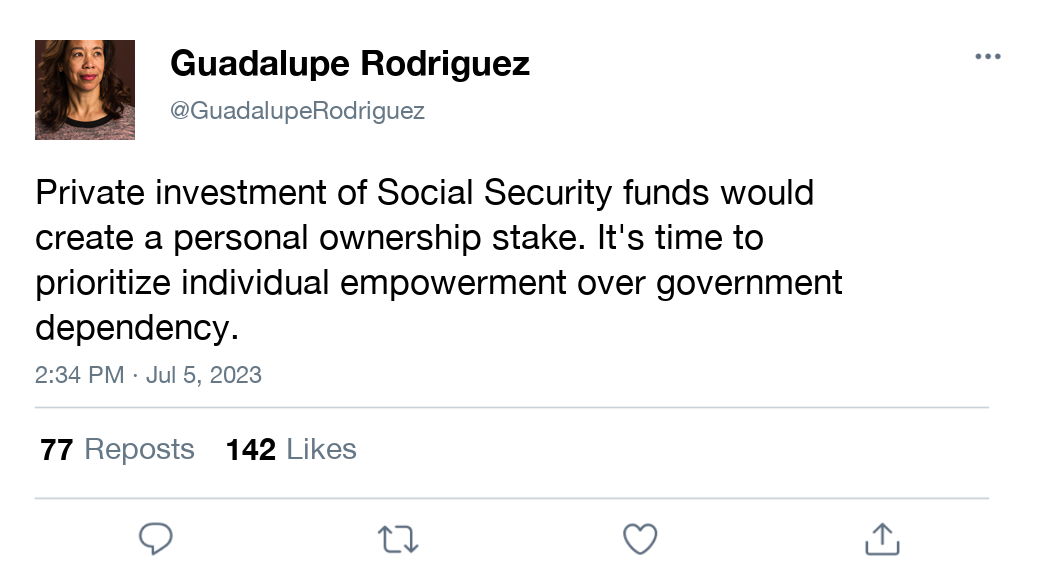 Guadalupe Rodriguez
@GuadalupeRodriguez
Private investment of Social Security funds would
create a personal ownership stake. It's time to
prioritize individual empowerment over government
dependency.
2:34 PM · Jul 5, 2023
77 Reposts 142 Likes